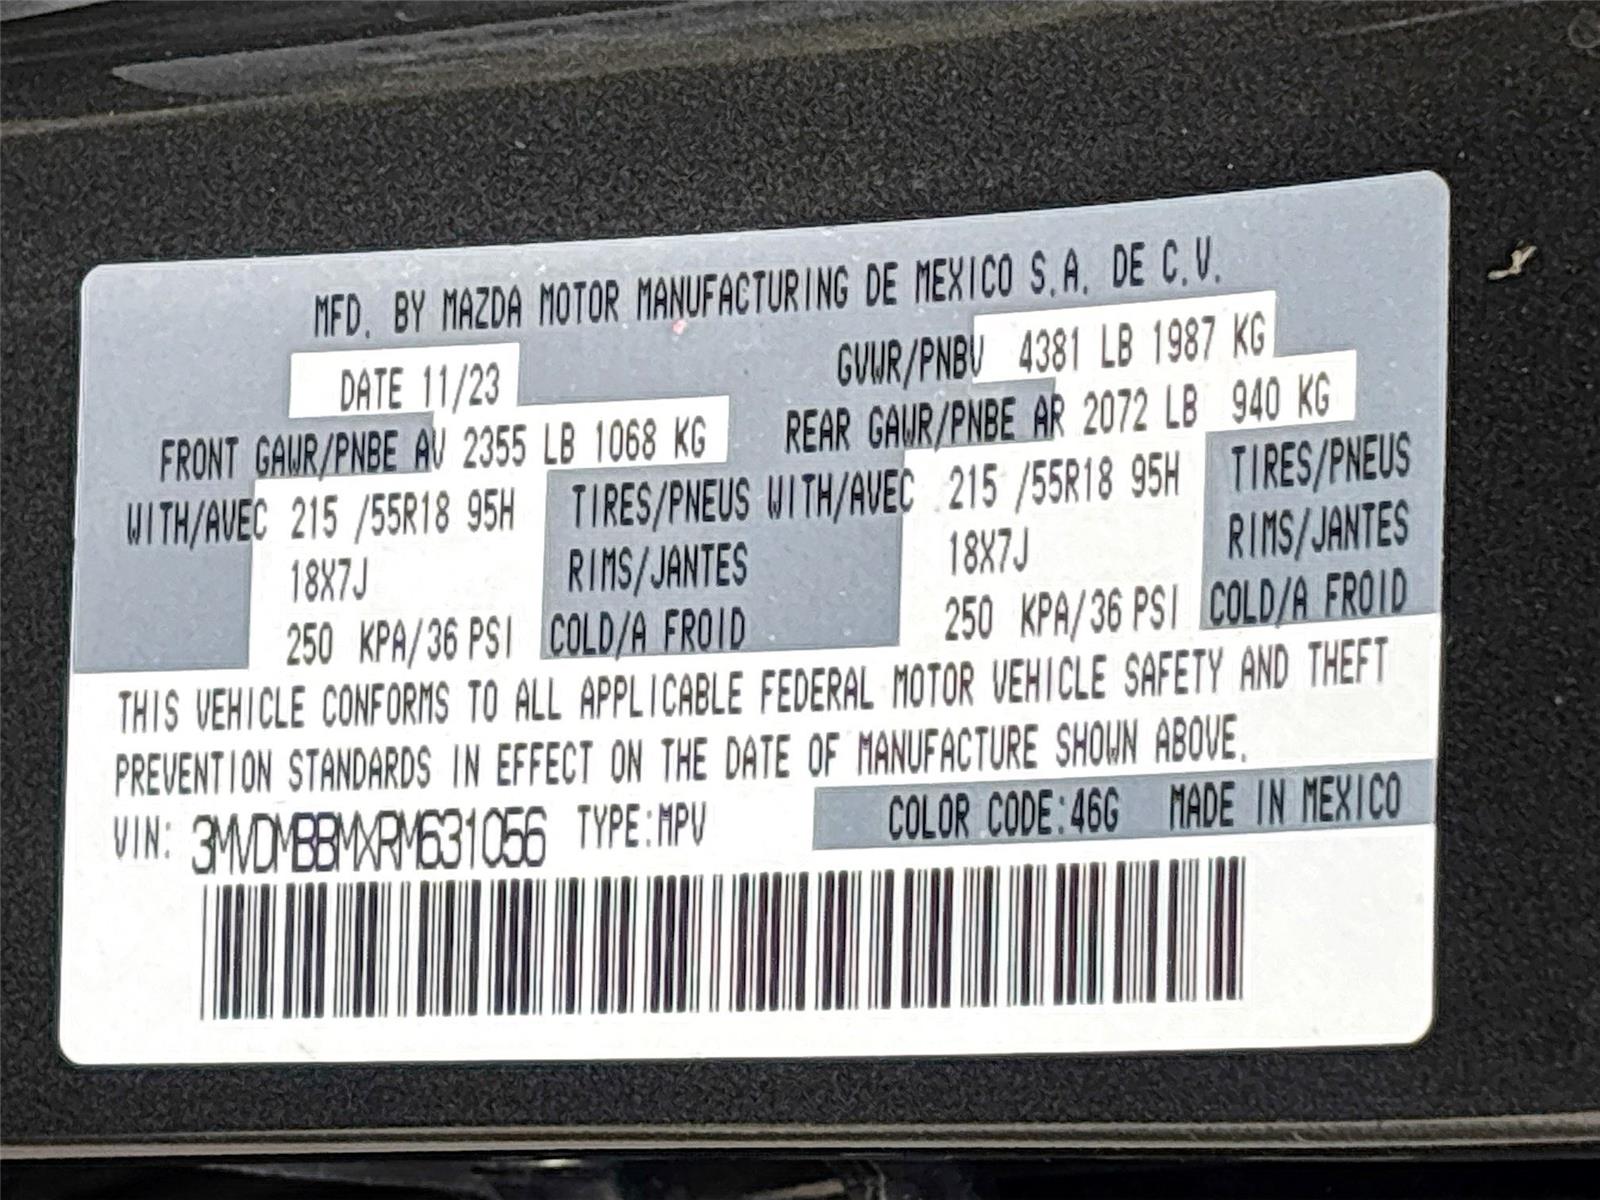 MFD. BY MAZDA MOTOR MANUFACTURING DE MEXICO S.A. DE C.V.
DATE 11/23 GVWR/PNBV 4381 LB 1987 KG
FRONT GAWR/PNBE AV 2355 LB 1068 KG REAR GAWR/PNBE AR 2072 LB 940 KG
WITH/AVEC 215 /55R18 95H TIRES/PNEUS WITH/AVEC 215 /55R18 95H TIRES/PNEUS
18X7J RIMS/JANTES 18X7J RIMS/JANTES
250 KPA/36 PSI COLD/A FROID 250 KPA/36 PSI COLD/A FROID
THIS VEHICLE CONFORMS TO ALL APPLICABLE FEDERAL MOTOR VEHICLE SAFETY AND THEFT
PREVENTION STANDARDS IN EFFECT ON THE DATE OF MANUFACTURE SHOWN ABOVE.
VIN: 3MVDMBBMXRM631056 TYPE:MPV COLOR CODE:46G MADE IN MEXICO